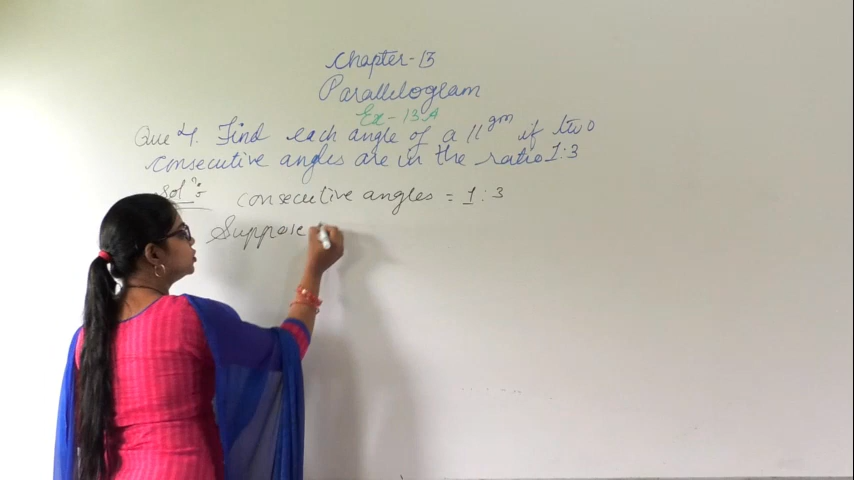 Chapter-13
Parallelogram
Ex-13A
Que 4. Find each angle of a 11gm if two
consecutive angles are in the ratio 1:3
Sol":-
consecutive angles = 1:3
Suppose